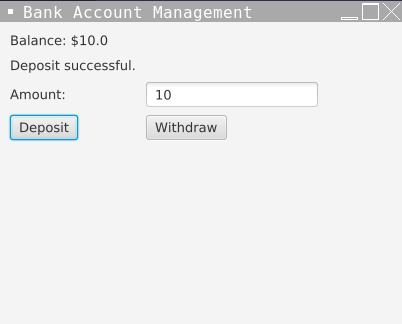 Bank Account Management
Balance: $10.0
Deposit successful.
Amount: 10
Deposit Withdraw